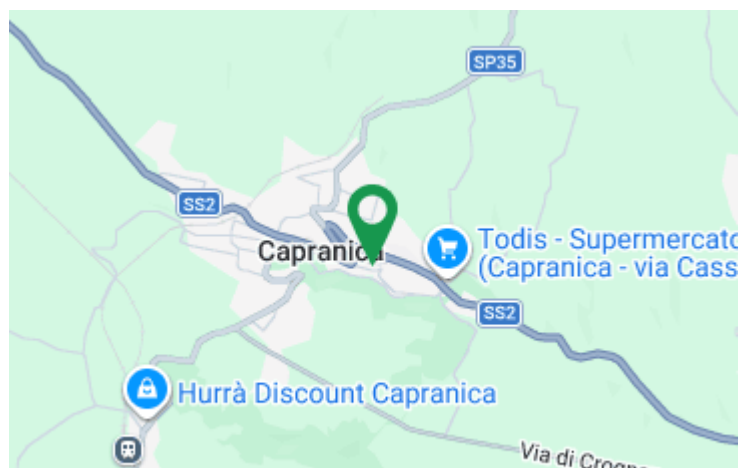 SP35
SS2
Capranica
Todis - Supermercato
(Capranica - via Cass
SS2
Hurrà Discount Capranica
Via di Crogn